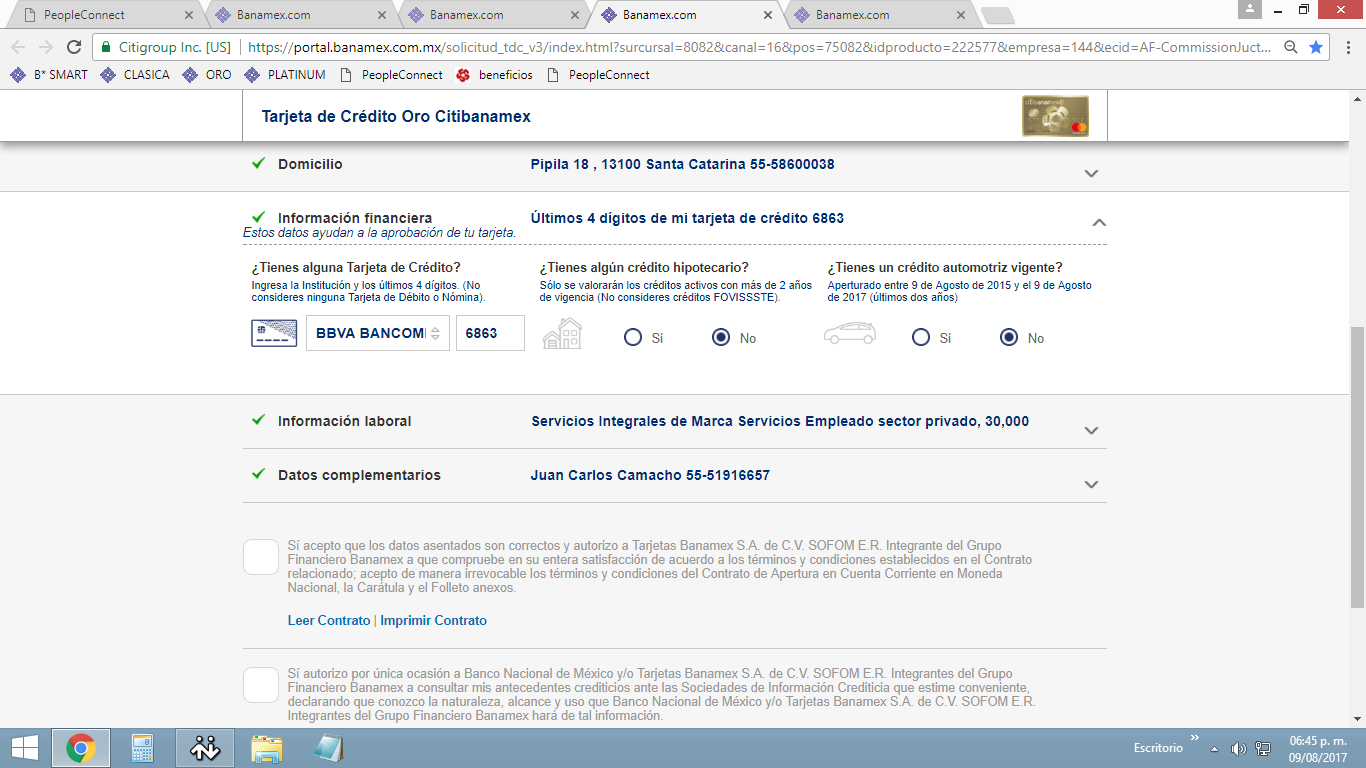 PeopleConnect
Banamex.com
Banamex.com
Banamex.com
Banamex.com
Citigroup Inc. [US]
https://portal.banamex.com.mx/solicitud_tdc_v3/index.html?sursursal=8082&canal=16&pos=75082&idproducto=222577&empresa=144&ecid=AF-CommissionJuct...
B* SMART
CLASICA
ORO
PLATINUM
PeopleConnect
beneficios
PeopleConnect
Tarjeta de Crédito Oro Citibanamex
Domicilio
Pipila 18 , 13100 Santa Catarina 55-58600038
Información financiera
Últimos 4 dígitos de mi tarjeta de crédito 6863
Estos datos ayudan a la aprobación de tu tarjeta.
¿Tienes alguna Tarjeta de Crédito?
Ingresa la Institución y los últimos 4 dígitos. (No
consideres ninguna Tarjeta de Débito o Nómina).
BBVA BANCOM
6863
¿Tienes algún crédito hipotecario?
Sólo se valorarán los créditos activos con más de 2 años
de vigencia (No consideres créditos FOVISSSTE).
Si
No
¿Tienes un crédito automotriz vigente?
Aperturado entre 9 de Agosto de 2015 y el 9 de Agosto
de 2017 (últimos dos años)
Si
No
Información laboral
Servicios Integrales de Marca Servicios Empleado sector privado, 30,000
Datos complementarios
Juan Carlos Camacho 55-51916657
Sí acepto que los datos asentados son correctos y autorizo a Tarjetas Banamex S.A. de C.V. SOFOM E.R. Integrante del Grupo
Financiero Banamex a que compruebe en su entera satisfacción de acuerdo a los términos y condiciones establecidos en el Contrato
relacionado; acepto de manera irrevocable los términos y condiciones del Contrato de Apertura en Cuenta Corriente en Moneda
Nacional, la Carátula y el Folleto anexos.
Leer Contrato | Imprimir Contrato
Sí autorizo por única ocasión a Banco Nacional de México y/o Tarjetas Banamex S.A. de C.V. SOFOM E.R. Integrantes del Grupo
Financiero Banamex a consultar mis antecedentes crediticios ante las Sociedades de Información Crediticia que estime conveniente,
declarando que conozco la naturaleza, alcance y uso que Banco Nacional de México y/o Tarjetas Banamex S.A. de C.V. SOFOM E.R.
Integrantes del Grupo Financiero Banamex hará de tal información.
Escritorio
06:45 p. m.
09/08/2017